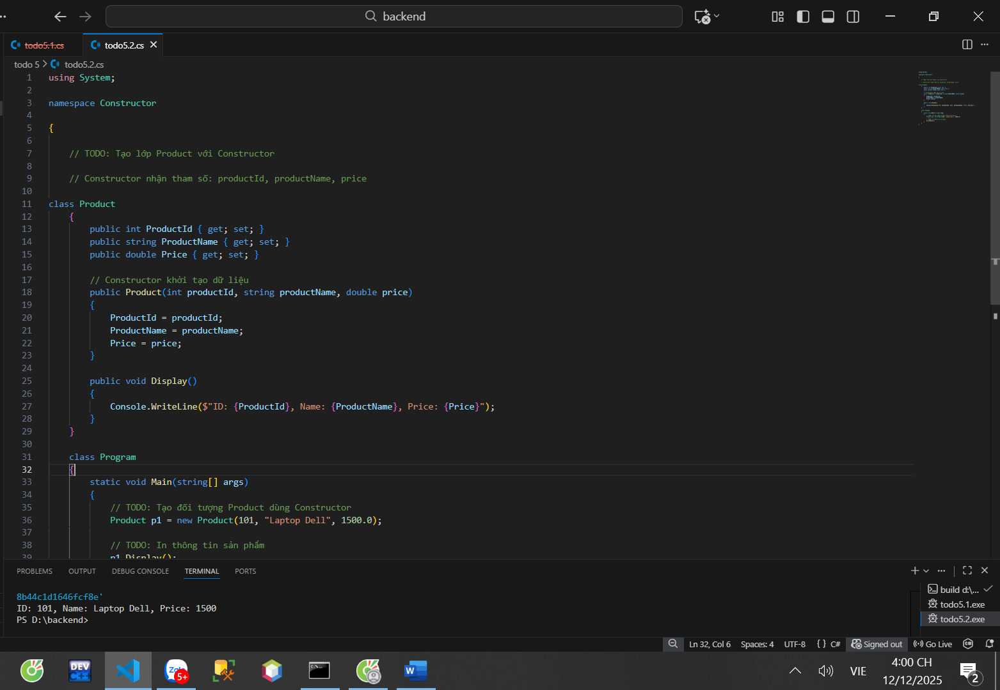 backend
todo5.1.cs
todo5.2.cs
todo 5 > todo5.2.cs
1 using System;
2
3 namespace Constructor
4
5 {
6
7 // TODO: Tạo lớp Product với Constructor
8
9 // Constructor nhận tham số: productId, productName, price
10
11 class Product
12 {
13 public int ProductId { get; set; }
14 public string ProductName { get; set; }
15 public double Price { get; set; }
16
17 // Constructor khởi tạo dữ liệu
18 public Product(int productId, string productName, double price)
19 {
20 ProductId = productId;
21 ProductName = productName;
22 Price = price;
23 }
24
25 public void Display()
26 {
27 Console.WriteLine($"ID: {ProductId}, Name: {ProductName}, Price: {Price}");
28 }
29 }
30
31 class Program
32 {
33 static void Main(string[] args)
34 {
35 // TODO: Tạo đối tượng Product dùng Constructor
36 Product p1 = new Product(101, "Laptop Dell", 1500.0);
37
38 // TODO: In thông tin sản phẩm
39 p1.Display();
PROBLEMS OUTPUT DEBUG CONSOLE TERMINAL PORTS
8b44c1d1646fcf8e'
ID: 101, Name: Laptop Dell, Price: 1500
PS D:\backend>
build d:\...
todo5.1.exe
todo5.2.exe
Ln 32, Col 6 Spaces: 4 UTF-8 { } C# Signed out Go Live
DEV C++
Zalo 5+
W
VIE
4:00 CH
12/12/2025
2